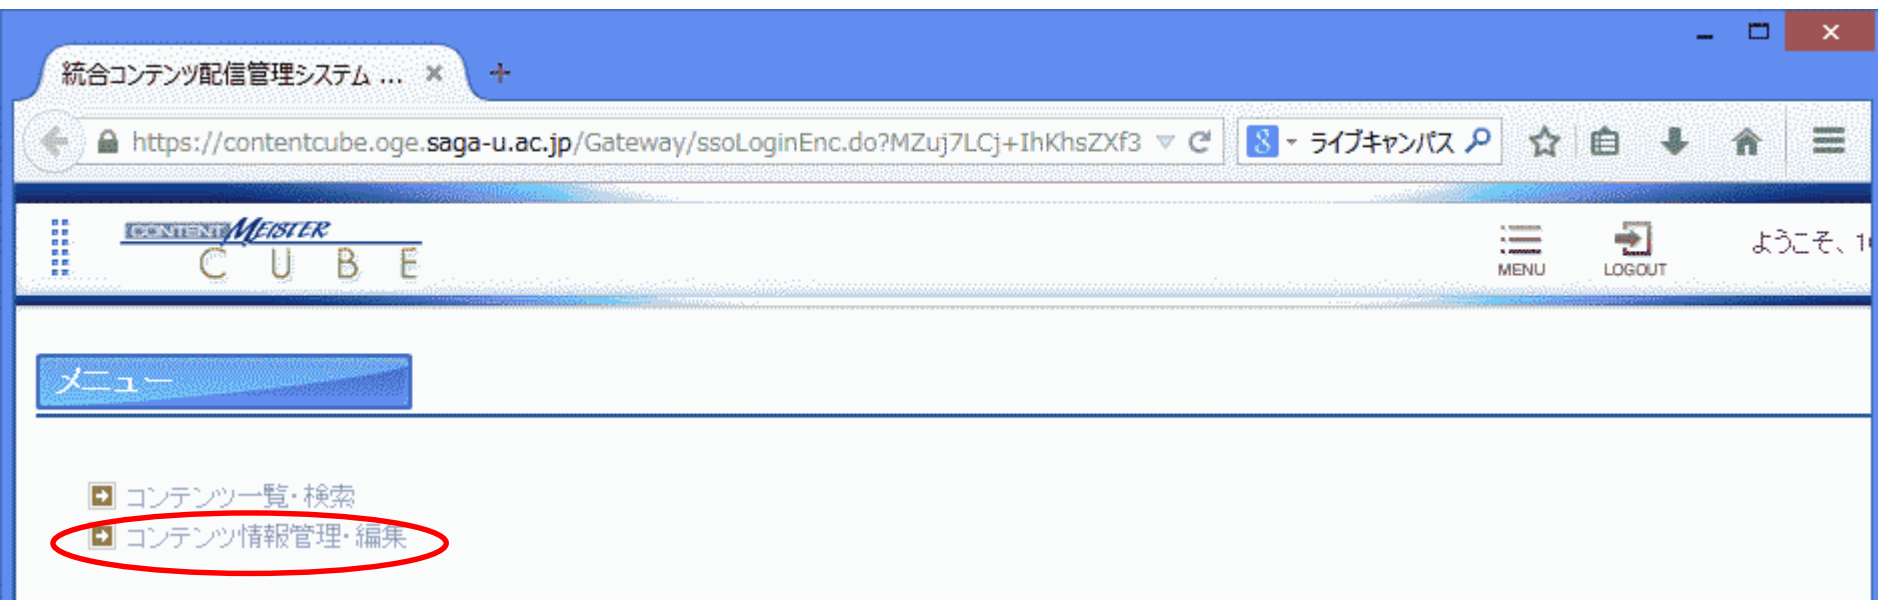 統合コンテンツ配信管理システム ...
https://contentcube.oge.saga-u.ac.jp/Gateway/ssoLoginEnc.do?MZuj7LCj+IhKhsZXf3
8 ライブキャンパス
CONTENT MEISTER
CUBE
MENU
LOGOUT
ようこそ、1
メニュー
コンテンツ一覧・検索
コンテンツ情報管理・編集